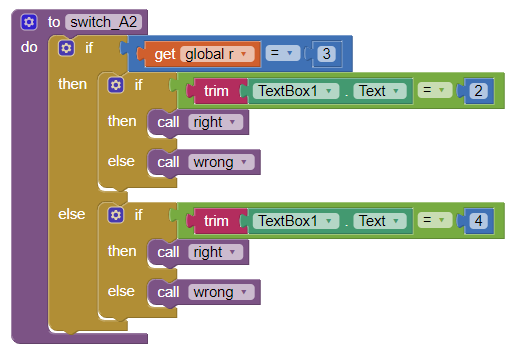 to switch_A2
do if get global r = 3
then if trim TextBox1 . Text = 2
then call right
else call wrong
else if trim TextBox1 . Text = 4
then call right
else call wrong